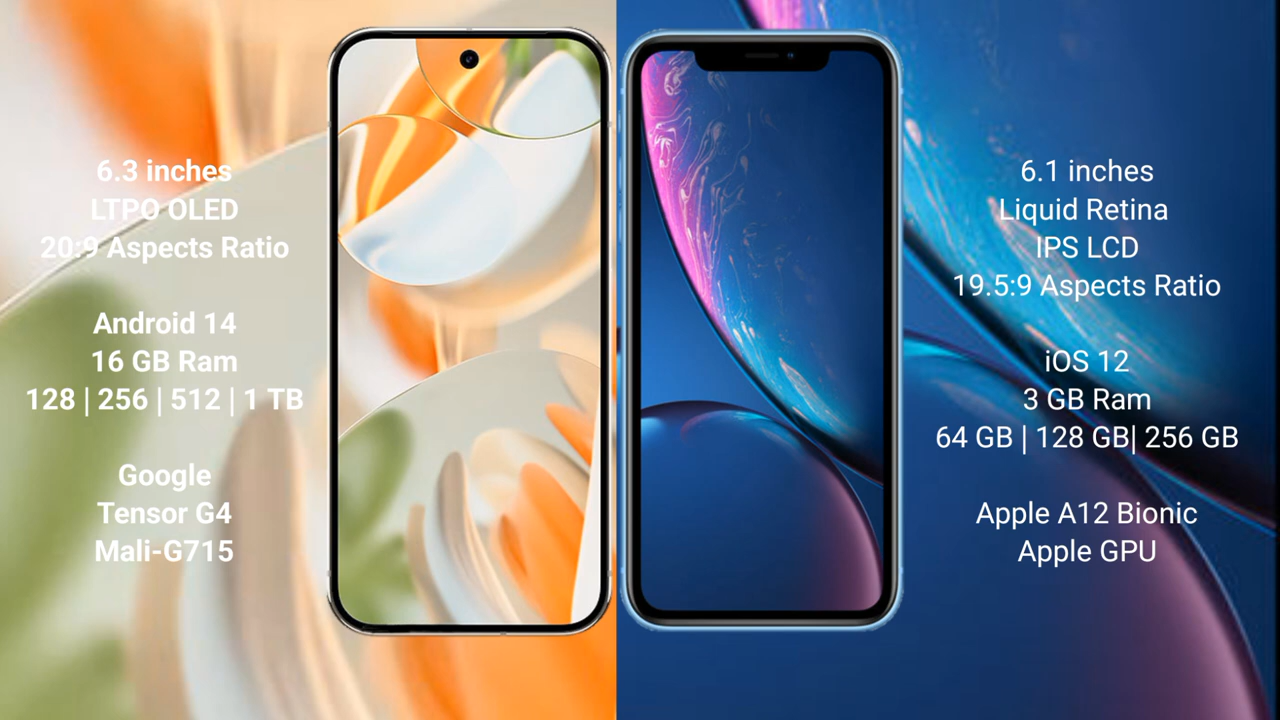 6.3 inches
LTPO OLED
20:9 Aspects Ratio
Android 14
16 GB Ram
128 | 256 | 512 | 1 TB
Google
Tensor G4
Mali-G715
6.1 inches
Liquid Retina
IPS LCD
19.5:9 Aspects Ratio
iOS 12
3 GB Ram
64 GB | 128 GB| 256 GB
Apple A12 Bionic
Apple GPU